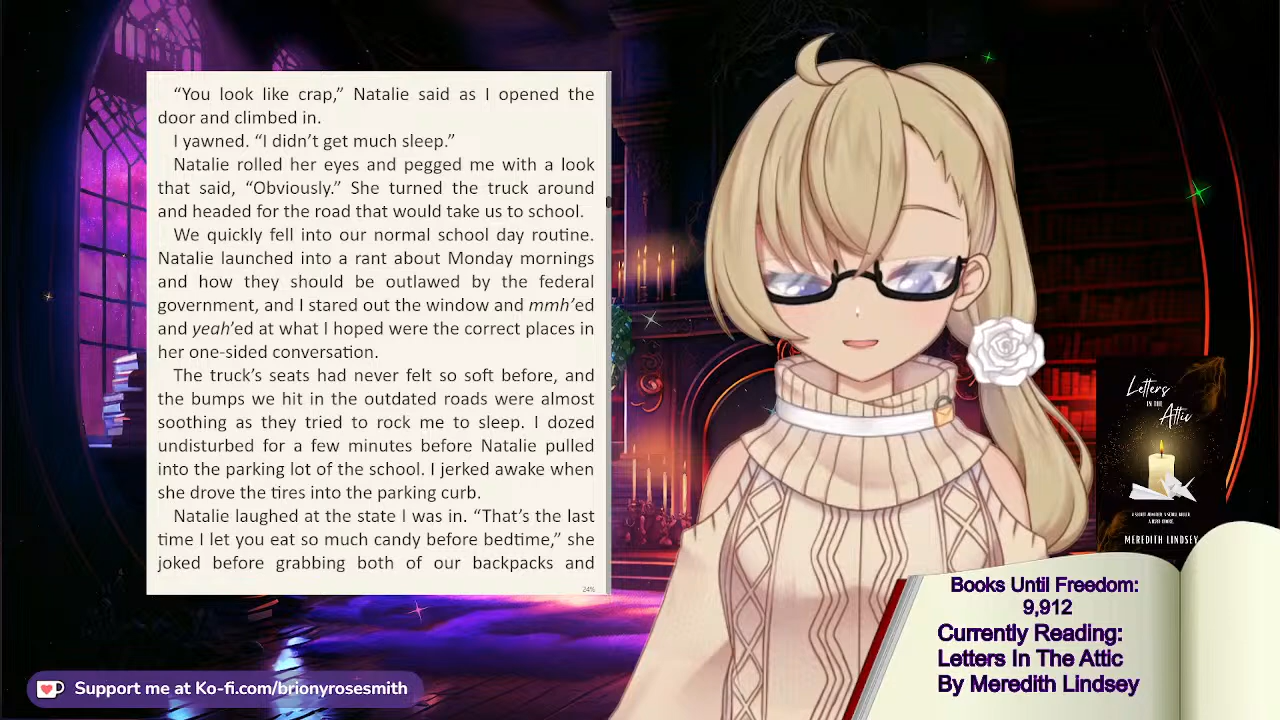 “You look like crap,” Natalie said as I opened the
door and climbed in.
I yawned. “I didn’t get much sleep.”
Natalie rolled her eyes and pegged me with a look
that said, “Obviously.” She turned the truck around
and headed for the road that would take us to school.
We quickly fell into our normal school day routine.
Natalie launched into a rant about Monday mornings
and how they should be outlawed by the federal
government, and I stared out the window and mmh’ed
and yeah’ed at what I hoped were the correct places in
her one-sided conversation.
The truck’s seats had never felt so soft before, and
the bumps we hit in the outdated roads were almost
soothing as they tried to rock me to sleep. I dozed
undisturbed for a few minutes before Natalie pulled
into the parking lot of the school. I jerked awake when
she drove the tires into the parking curb.
Natalie laughed at the state I was in. “That’s the last
time I let you eat so much candy before bedtime,” she
joked before grabbing both of our backpacks and
24%
Letters
IN THE
Attic
MEREDITH LINDSEY
Books Until Freedom:
9,912
Currently Reading:
Letters In The Attic
By Meredith Lindsey
Support me at Ko-fi.com/brionyrosesmith